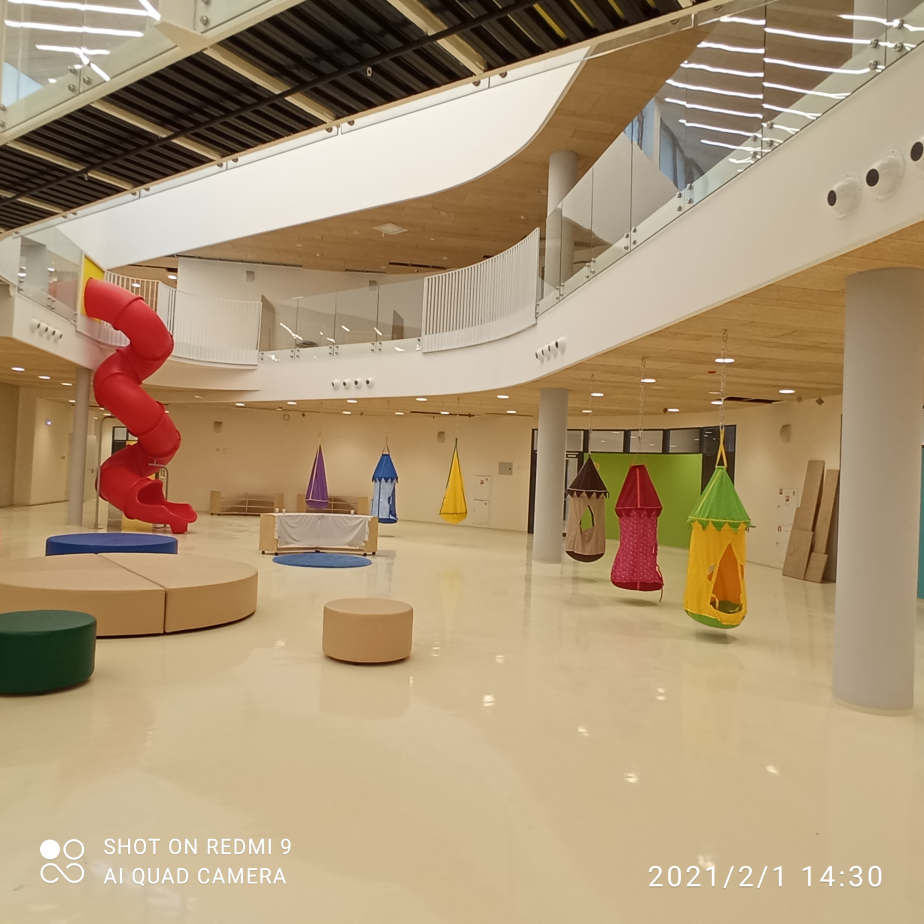 SHOT ON REDMI 9
AI QUAD CAMERA
2021/2/1 14:30